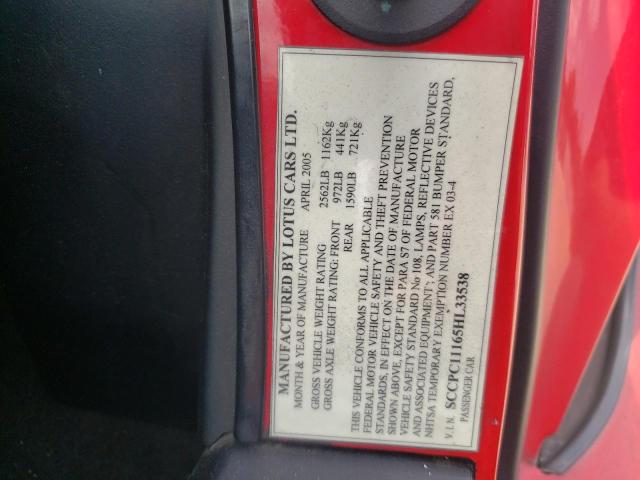 MANUFACTURED BY LOTUS CARS LTD.
MONTH & YEAR OF MANUFACTURE APRIL 2005
GROSS VEHICLE WEIGHT RATING 2562LB 1162Kg
GROSS AXLE WEIGHT RATING: FRONT 972LB 441Kg
REAR 1590LB 721Kg
THIS VEHICLE CONFORMS TO ALL APPLICABLE
FEDERAL MOTOR VEHICLE SAFETY AND THEFT PREVENTION
STANDARDS, IN EFFECT ON THE DATE OF MANUFACTURE
SHOWN ABOVE, EXCEPT FOR PARA S7 OF FEDERAL MOTOR
VEHICLE SAFETY STANDARD No 108, LAMPS, REFLECTIVE DEVICES
AND ASSOCIATED EQUIPMENT; AND PART 581 BUMPER STANDARD,
NHTSA TEMPORARY EXEMPTION NUMBER EX 03-4
V.I.N. SCCPC11165HL33538
PASSENGER CAR